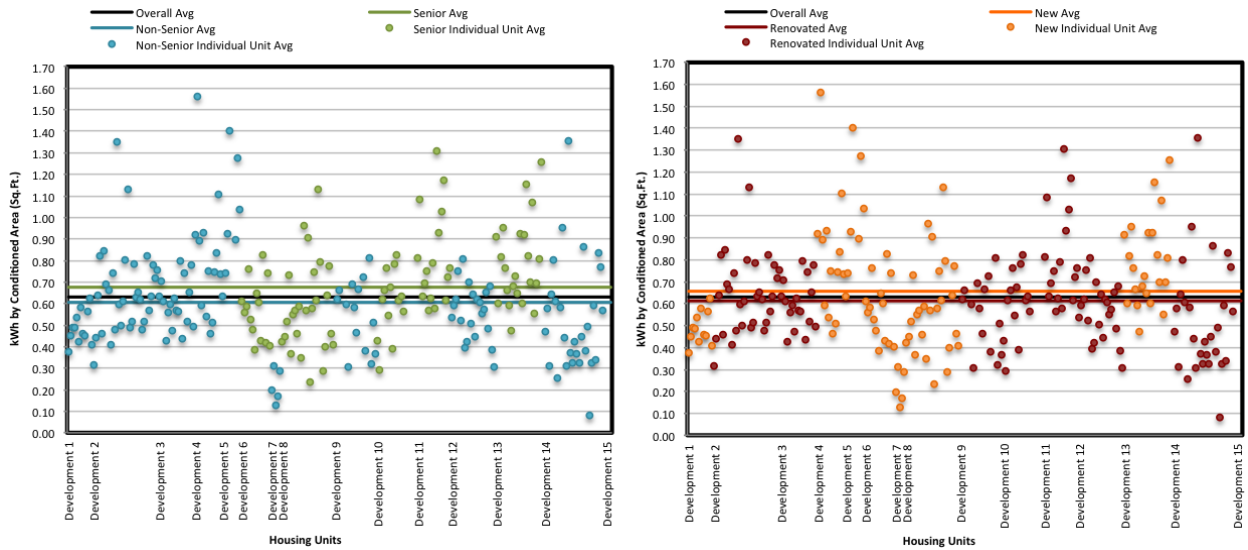 Overall Avg
Senior Avg
Non-Senior Avg
Senior Individual Unit Avg
Non-Senior Individual Unit Avg
kWh by Conditioned Area (Sq.Ft.)
1.70
1.60
1.50
1.40
1.30
1.20
1.10
1.00
0.90
0.80
0.70
0.60
0.50
0.40
0.30
0.20
0.10
0.00
Development 1
Development 2
Development 3
Development 4
Development 5
Development 6
Development 7
Development 8
Development 9
Development 10
Development 11
Development 12
Development 13
Development 14
Development 15
Housing Units
Overall Avg
New Avg
Renovated Avg
New Individual Unit Avg
Renovated Individual Unit Avg
kWh by Conditioned Area (Sq.Ft.)
1.70
1.60
1.50
1.40
1.30
1.20
1.10
1.00
0.90
0.80
0.70
0.60
0.50
0.40
0.30
0.20
0.10
0.00
Development 1
Development 2
Development 3
Development 4
Development 5
Development 6
Development 7
Development 8
Development 9
Development 10
Development 11
Development 12
Development 13
Development 14
Development 15
Housing Units